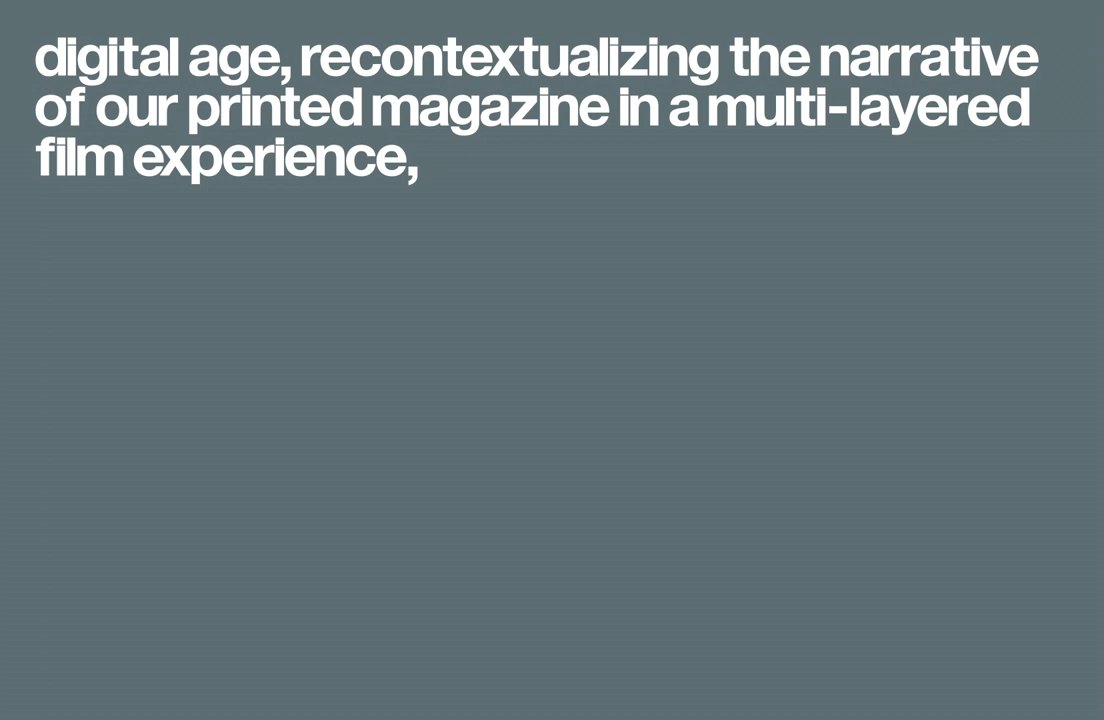 digital age, recontextualizing the narrative
of our printed magazine in a multi-layered
film experience,